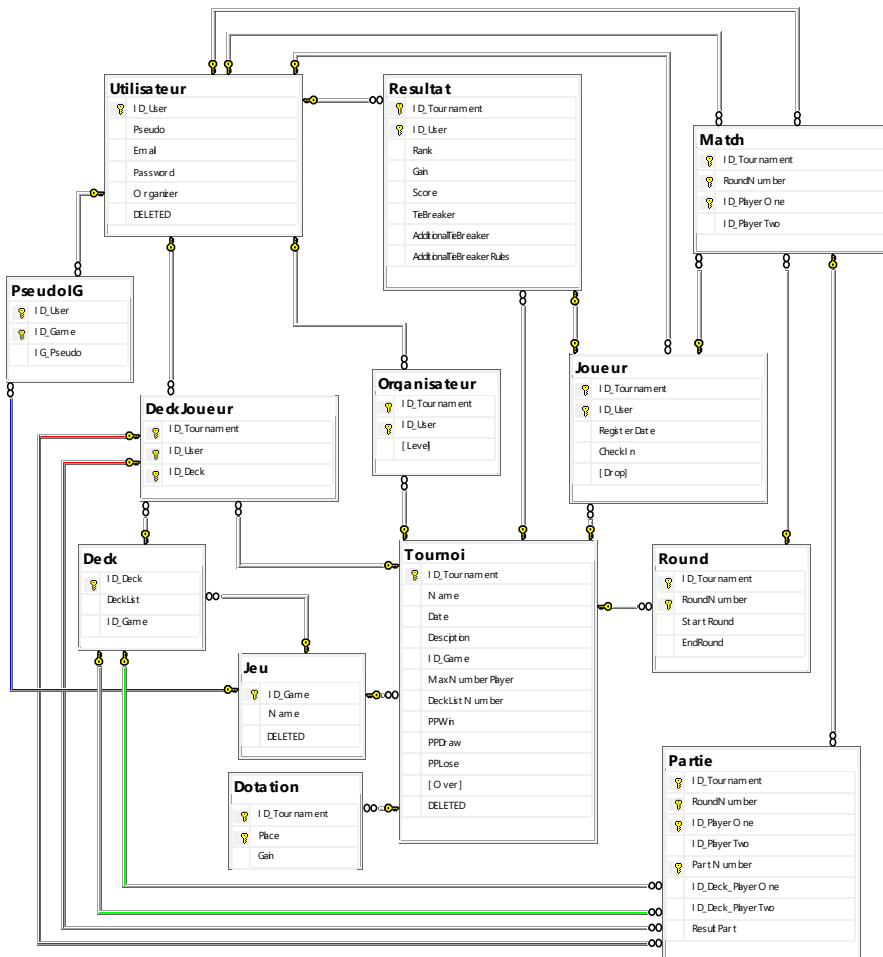 Utilisateur
ID_User
Pseudo
Email
Password
Organizer
DELETED
Resultat
ID_Tournament
ID_User
Rank
Gain
Score
TieBreaker
AdditionalTieBreaker
AdditionalTieBreakerRules
Match
ID_Tournament
RoundNumber
ID_PlayerOne
ID_PlayerTwo
PseudoIG
ID_User
ID_Game
IG_Pseudo
DeckJoueur
ID_Tournament
ID_User
ID_Deck
Organisateur
ID_Tournament
ID_User
[Level]
Joueur
ID_Tournament
ID_User
RegisterDate
CheckIn
[Drop]
Deck
ID_Deck
DeckList
ID_Game
Tournoi
ID_Tournament
Name
Date
Desciption
ID_Game
MaxNumberPlayer
DeckListNumber
PPWin
PPDraw
PPLose
[Over]
DELETED
Round
ID_Tournament
RoundNumber
StartRound
EndRound
Jeu
ID_Game
Name
DELETED
Dotation
ID_Tournament
Place
Gain
Partie
ID_Tournament
RoundNumber
ID_PlayerOne
ID_PlayerTwo
PartNumber
ID_Deck_PlayerOne
ID_Deck_PlayerTwo
ResultPart